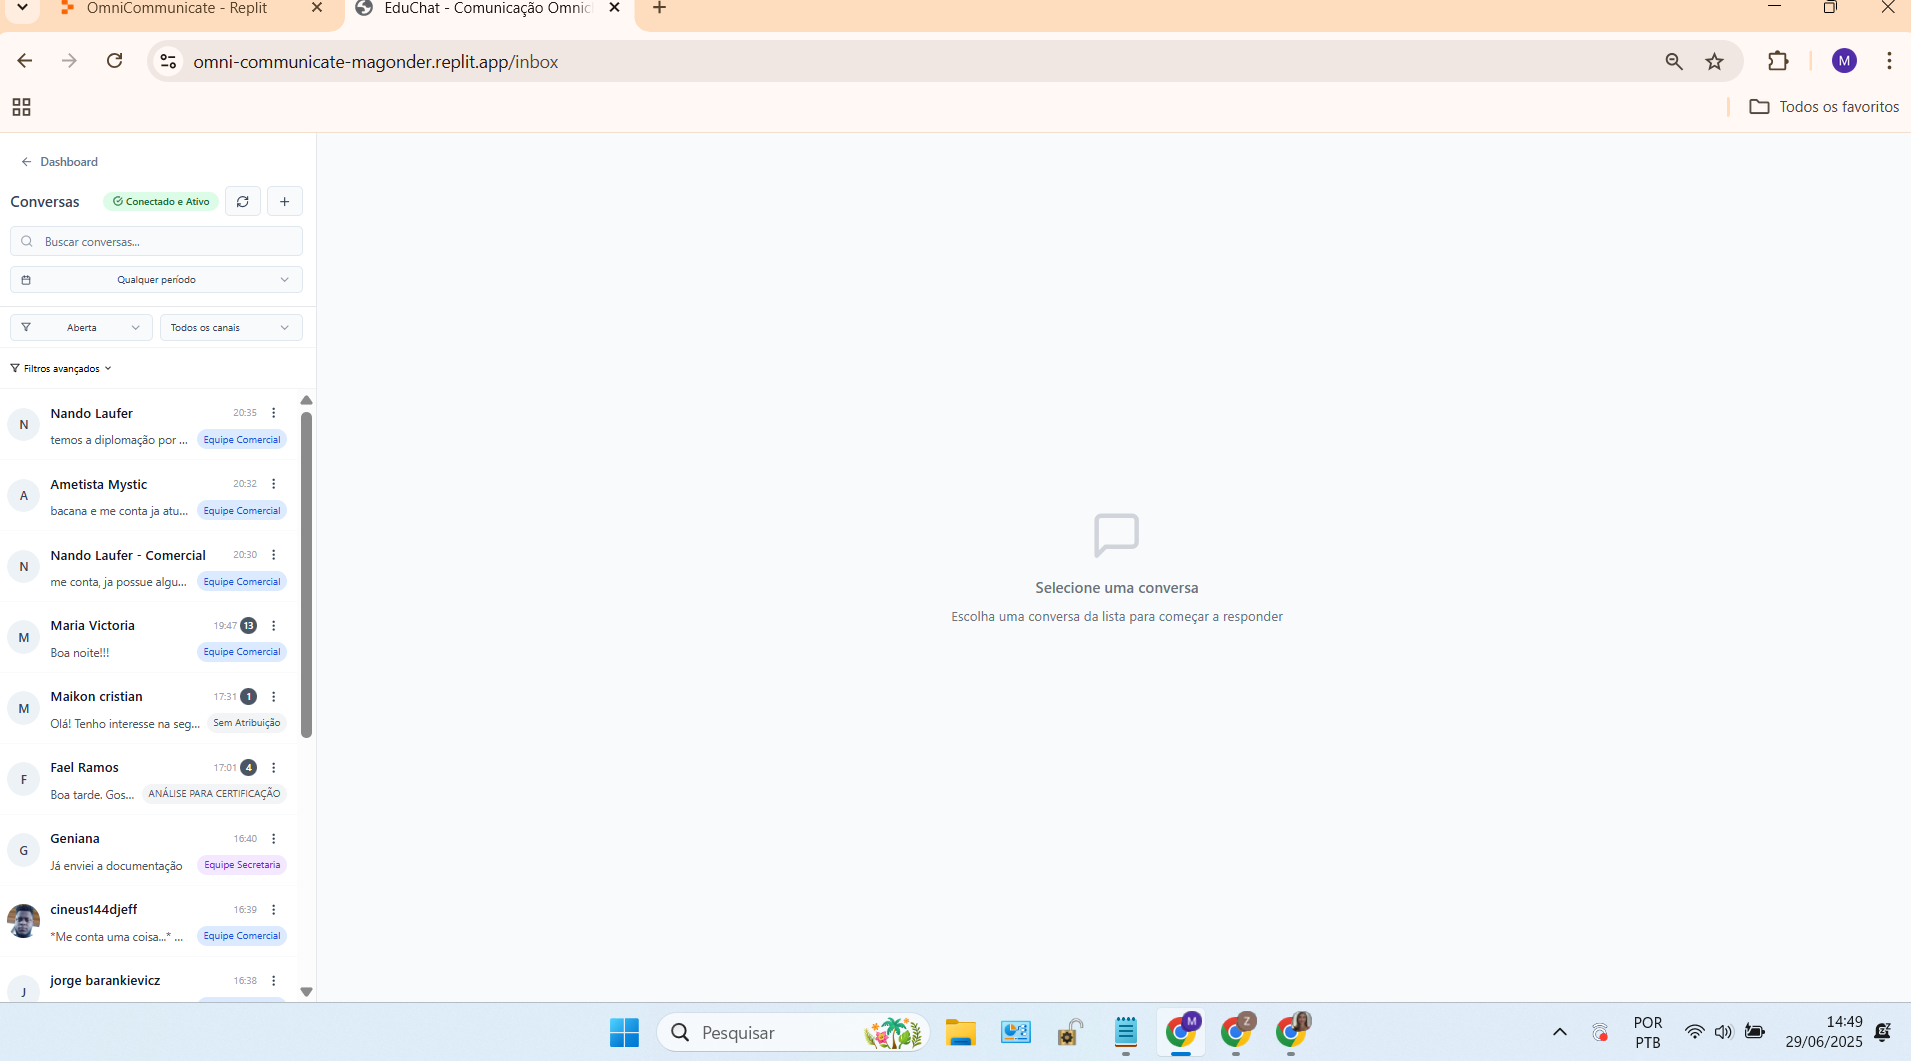 OmniCommunicate - Replit
EduChat - Comunicação Omnic
omni-communicate-magonder.replit.app/inbox
M
Todos os favoritos
Dashboard
Conversas
Conectado e Ativo
Buscar conversas...
Qualquer período
Aberta
Todos os canais
Filtros avançados
N
Nando Laufer
20:35
temos a diplomação por ...
Equipe Comercial
A
Ametista Mystic
20:32
bacana e me conta ja atu...
Equipe Comercial
N
Nando Laufer - Comercial
20:30
me conta, ja possue algu...
Equipe Comercial
M
Maria Victoria
19:47
13
Boa noite!!!
Equipe Comercial
M
Maikon cristian
17:31
1
Olá! Tenho interesse na seg...
Sem Atribuição
F
Fael Ramos
17:01
4
Boa tarde. Gos...
ANÁLISE PARA CERTIFICAÇÃO
G
Geniana
16:40
Já enviei a documentação
Equipe Secretaria
cineus144djeff
16:39
*Me conta uma coisa...* ...
Equipe Comercial
J
jorge barankievicz
16:38
Selecione uma conversa
Escolha uma conversa da lista para começar a responder
Pesquisar
M
Z
POR
PTB
14:49
29/06/2025